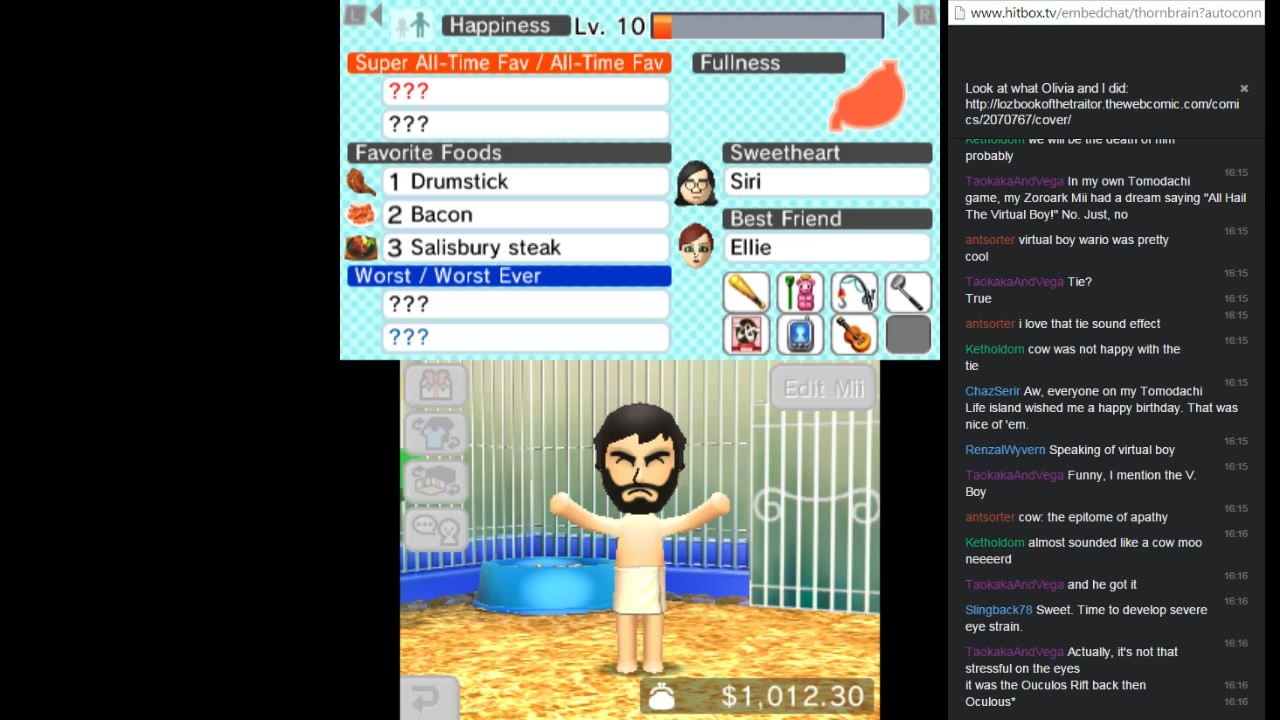 L
Happiness Lv. 10
R
Super All-Time Fav / All-Time Fav
???
???
Fullness
Favorite Foods
1 Drumstick
2 Bacon
3 Salisbury steak
Worst / Worst Ever
???
???
Sweetheart
Siri
Best Friend
Ellie
Edit Mii
$1,012.30
www.hitbox.tv/embedchat/thornbrain?autoconn
Look at what Olivia and I did:
http://lozbookofthetraitor.thewebcomic.com/comi
cs/2070767/cover/
Ketholdom we will be the death of him
probably
TaokakaAndVega In my own Tomodachi 16:15
game, my Zoroark Mii had a dream saying "All Hail
The Virtual Boy!" No. Just, no
antsorter virtual boy wario was pretty 16:15
cool
TaokakaAndVega Tie? 16:15
True 16:15
antsorter i love that tie sound effect 16:15
Ketholdom cow was not happy with the 16:15
tie
ChazSerir Aw, everyone on my Tomodachi 16:15
Life island wished me a happy birthday. That was
nice of 'em.
RenzalWyvern Speaking of virtual boy 16:15
TaokakaAndVega Funny, I mention the V. 16:15
Boy
antsorter cow: the epitome of apathy 16:15
Ketholdom almost sounded like a cow moo 16:16
neeeerd
TaokakaAndVega and he got it 16:16
Slingback78 Sweet. Time to develop severe 16:16
eye strain.
TaokakaAndVega Actually, it's not that 16:16
stressful on the eyes
it was the Ouculos Rift back then 16:16
Oculous* 16:16